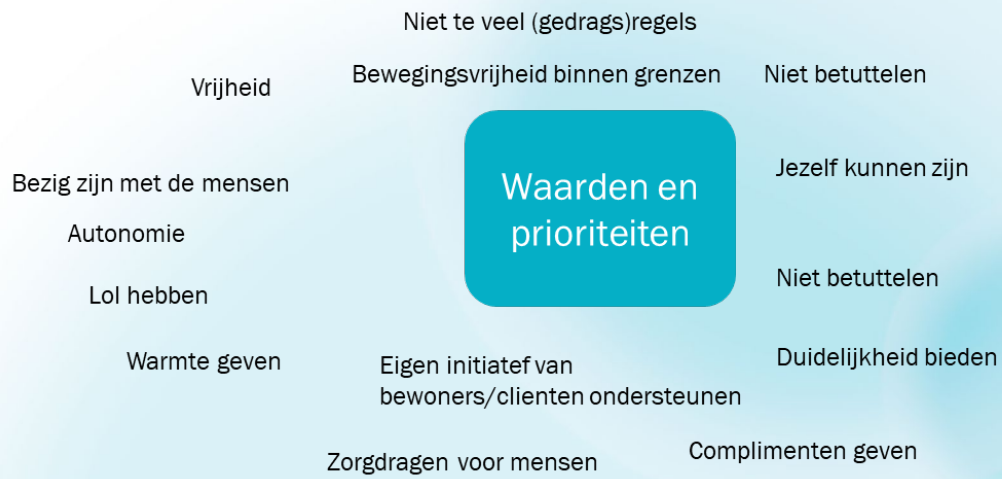 Niet te veel (gedrags)regels
Vrijheid
Bewegingsvrijheid binnen grenzen
Niet betuttelen
Bezig zijn met de mensen
Waarden en
prioriteiten
Jezelf kunnen zijn
Autonomie
Lol hebben
Niet betuttelen
Warmte geven
Eigen initiatef van
bewoners/clienten ondersteunen
Duidelijkheid bieden
Zorgdragen voor mensen
Complimenten geven